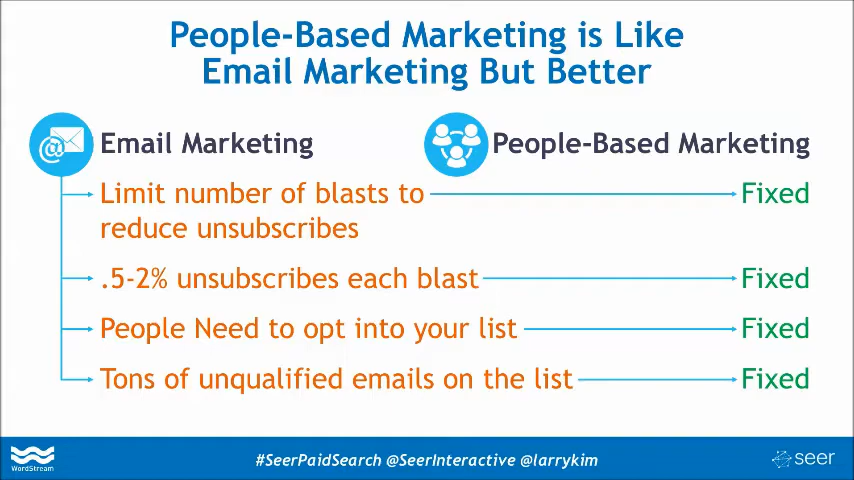 People-Based Marketing is Like
Email Marketing But Better
@ Email Marketing
People-Based Marketing
Limit number of blasts to
reduce unsubscribes
Fixed
.5-2% unsubscribes each blast
Fixed
People Need to opt into your list
Fixed
Tons of unqualified emails on the list
Fixed
WordStream
#SeerPaidSearch @SeerInteractive @larrykim
seer